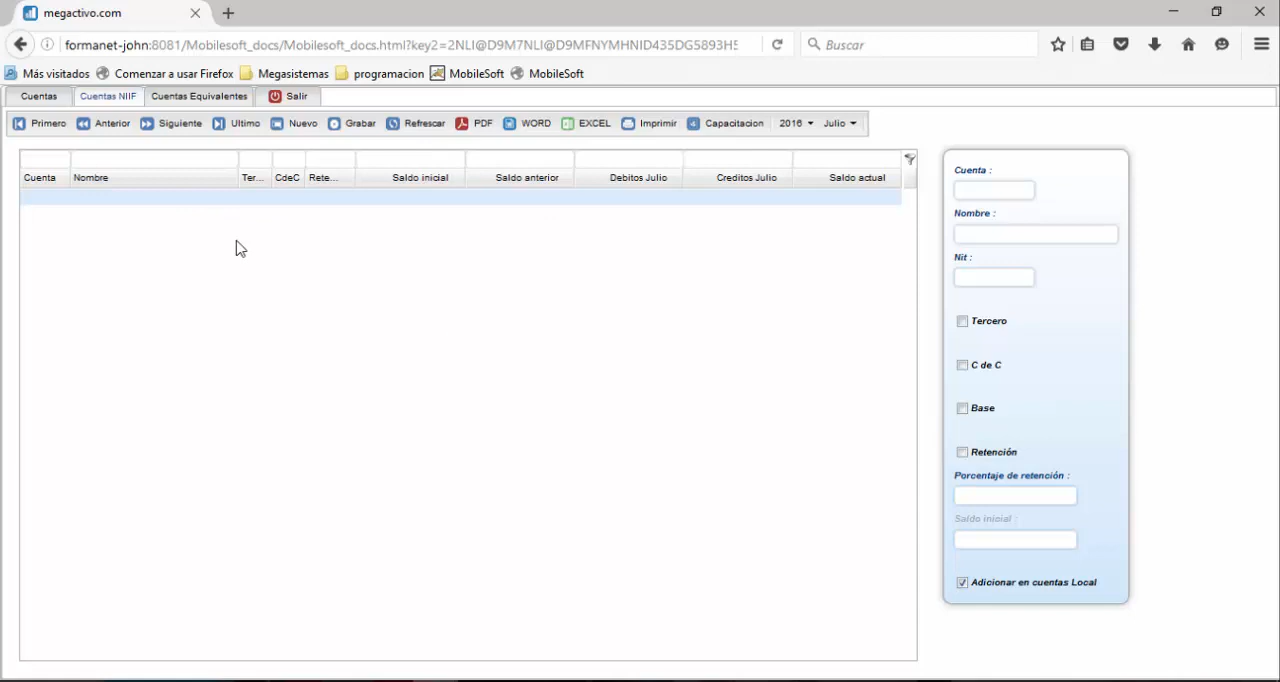 megactivo.com
formanet-john:8081/Mobilesoft_docs/Mobilesoft_docs.html?key2=2NLI@D9M7NLI@D9MFNYMHNID435DG5893H5
Buscar
Más visitados Comenzar a usar Firefox Megasistemas programacion MobileSoft MobileSoft
Cuentas Cuentas NIIF Cuentas Equivalentes Salir
Primero Anterior Siguiente Ultimo Nuevo Grabar Refrescar PDF WORD EXCEL Imprimir Capacitacion 2016 Julio
Cuenta Nombre Ter... CdeC Rete... Saldo inicial Saldo anterior Debitos Julio Creditos Julio Saldo actual
Cuenta :
Nombre :
Nit :
Tercero
C de C
Base
Retención
Porcentaje de retención :
Saldo inicial :
Adicionar en cuentas Local